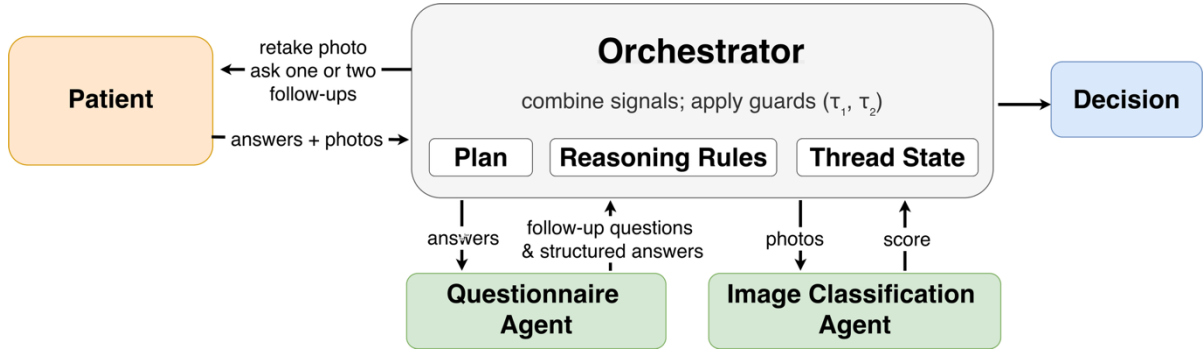 Patient
retake photo
ask one or two
follow-ups
answers + photos
Orchestrator
combine signals; apply guards (τ₁, τ₂)
Plan
Reasoning Rules
Thread State
Decision
answers
follow-up questions
& structured answers
photos
score
Questionnaire
Agent
Image Classification
Agent